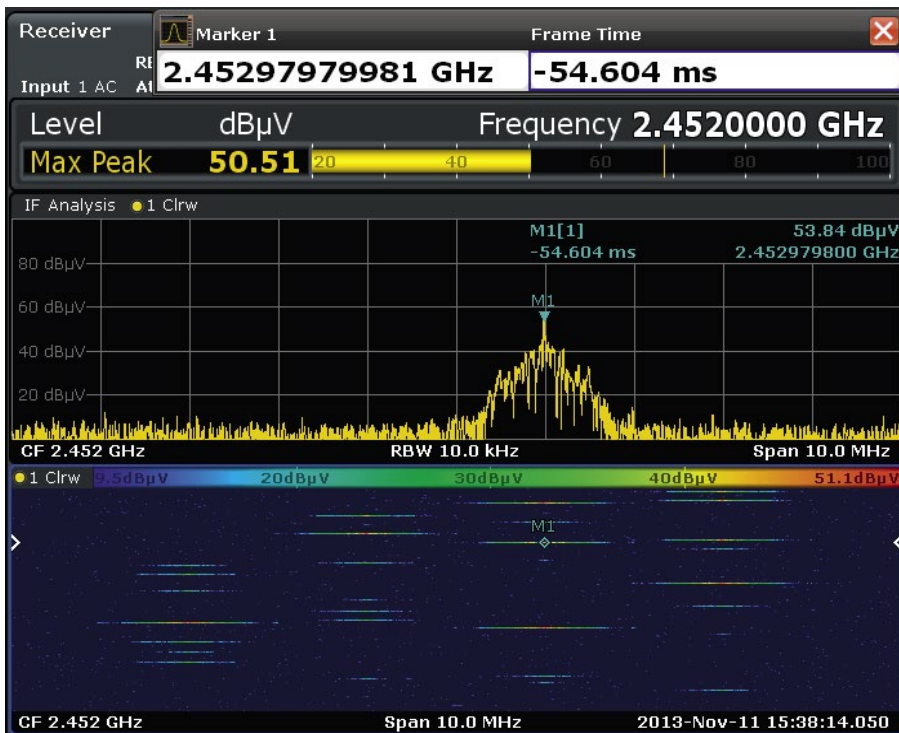 Receiver
Marker 1 Frame Time
2.45297979981 GHz -54.604 ms
Input 1 AC
Level dBµV Frequency 2.4520000 GHz
Max Peak 50.51 20 40 60 80 100
IF Analysis 1 Clrw
M1[1] 53.84 dBµV
-54.604 ms 2.452979800 GHz
80 dBµV
M1
60 dBµV
40 dBµV
20 dBµV
CF 2.452 GHz RBW 10.0 kHz Span 10.0 MHz
1 Clrw 9.5dBµV 20dBµV 30dBµV 40dBµV 51.1dBµV
M1
CF 2.452 GHz Span 10.0 MHz 2013-Nov-11 15:38:14.050